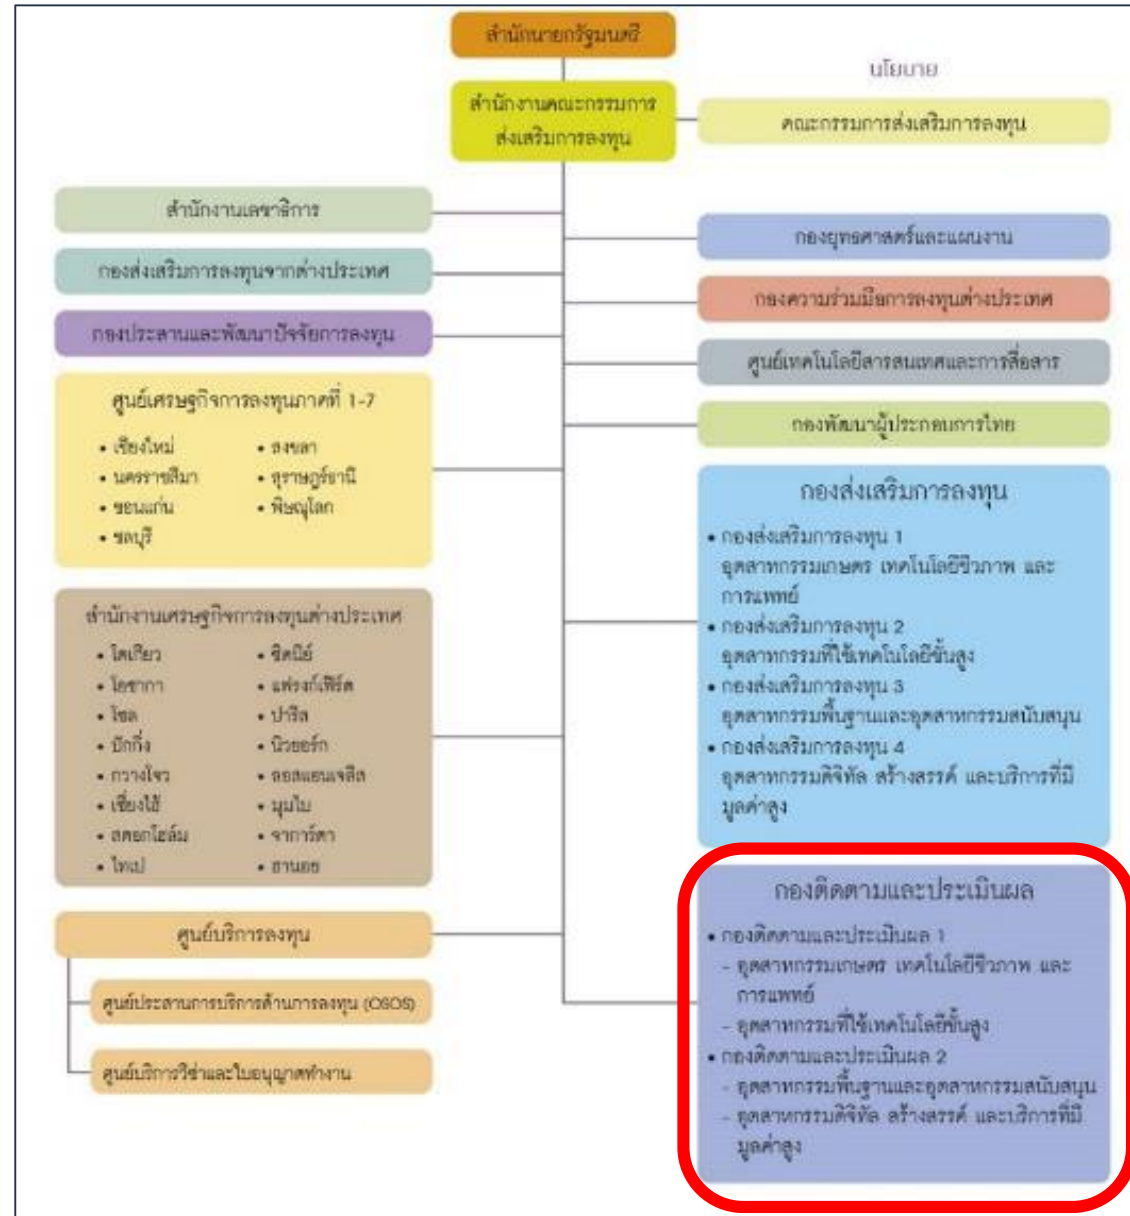 สำนักนายกรัฐมนตรี
นโยบาย
สำนักงานคณะกรรมการ
ส่งเสริมการลงทุน
คณะกรรมการส่งเสริมการลงทุน
สำนักงานเลขาธิการ
กองส่งเสริมการลงทุนจากต่างประเทศ
กองประสานและพัฒนาปัจจัยการลงทุน
ศูนย์เศรษฐกิจการลงทุนภาคที่ 1-7
• เชียงใหม่
• นครราชสีมา
• ขอนแก่น
• ชลบุรี
• สงขลา
• สุราษฎร์ธานี
• พิษณุโลก
สำนักงานเศรษฐกิจการลงทุนต่างประเทศ
• โตเกียว
• โอซากา
• โซล
• ปักกิ่ง
• กวางโจว
• เซี่ยงไฮ้
• สตอกโฮล์ม
• ไทเป
• ซิดนีย์
• แฟรงก์เฟิร์ต
• ปารีส
• นิวยอร์ก
• ลอสแอนเจลิส
• มุมไบ
• จาการ์ตา
• ฮานอย
ศูนย์บริการลงทุน
ศูนย์ประสานการบริการด้านการลงทุน (OSOS)
ศูนย์บริการวีซ่าและใบอนุญาตทำงาน
กองยุทธศาสตร์และแผนงาน
กองความร่วมมือการลงทุนต่างประเทศ
ศูนย์เทคโนโลยีสารสนเทศและการสื่อสาร
กองพัฒนาผู้ประกอบการไทย
กองส่งเสริมการลงทุน
• กองส่งเสริมการลงทุน 1
อุตสาหกรรมเกษตร เทคโนโลยีชีวภาพ และ
การแพทย์
• กองส่งเสริมการลงทุน 2
อุตสาหกรรมที่ใช้เทคโนโลยีขั้นสูง
• กองส่งเสริมการลงทุน 3
อุตสาหกรรมพื้นฐานและอุตสาหกรรมสนับสนุน
• กองส่งเสริมการลงทุน 4
อุตสาหกรรมดิจิทัล สร้างสรรค์ และบริการที่มี
มูลค่าสูง
กองติดตามและประเมินผล
• กองติดตามและประเมินผล 1
- อุตสาหกรรมเกษตร เทคโนโลยีชีวภาพ และ
การแพทย์
- อุตสาหกรรมที่ใช้เทคโนโลยีขั้นสูง
• กองติดตามและประเมินผล 2
- อุตสาหกรรมพื้นฐานและอุตสาหกรรมสนับสนุน
- อุตสาหกรรมดิจิทัล สร้างสรรค์ และบริการที่มี
มูลค่าสูง